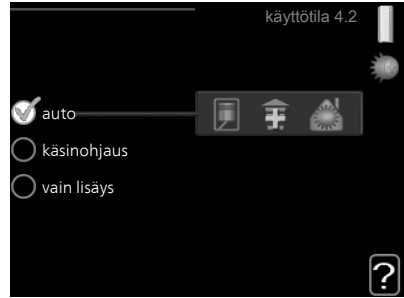 käyttötila 4.2
auto
käsinohjaus
vain lisäys
?